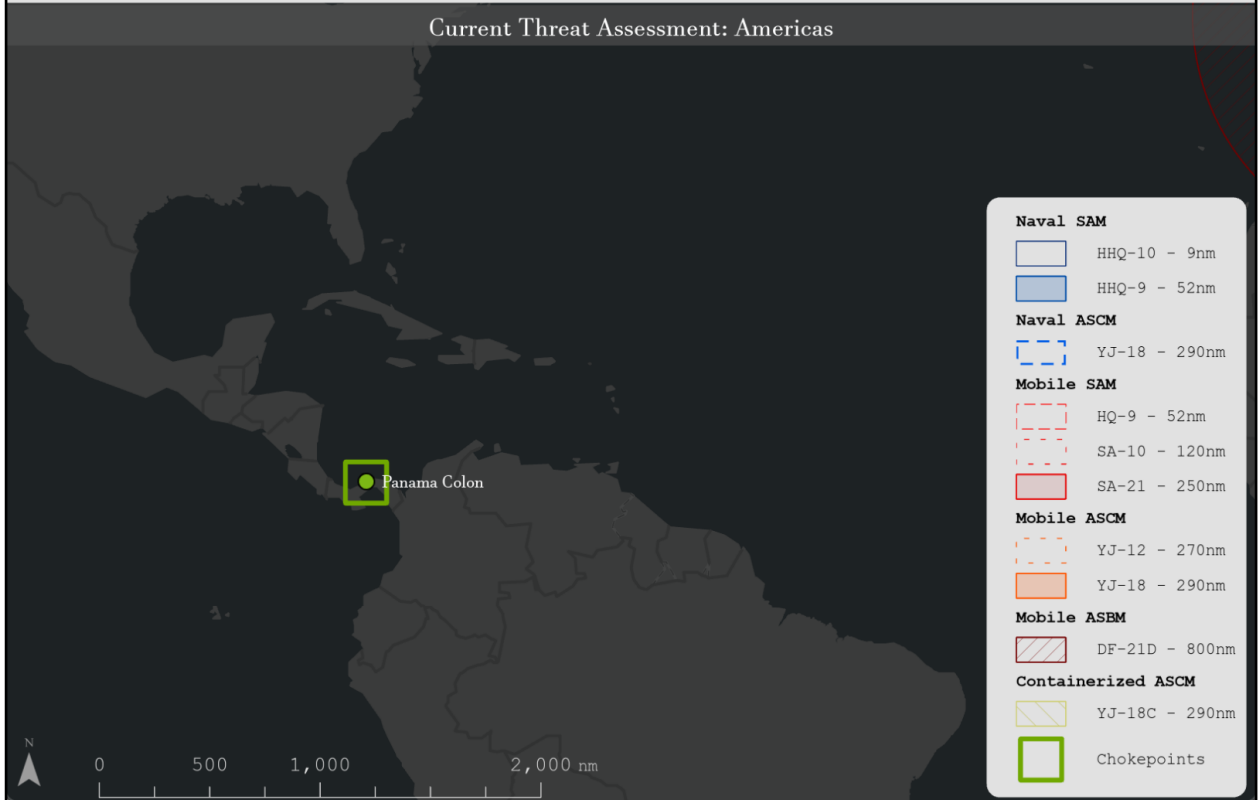 Current Threat Assessment: Americas
Naval SAM
HHQ-10 - 9nm
HHQ-9 - 52nm
Naval ASCM
YJ-18 - 290nm
Mobile SAM
HQ-9 - 52nm
SA-10 - 120nm
SA-21 - 250nm
Mobile ASCM
YJ-12 - 270nm
YJ-18 - 290nm
Mobile ASBM
DF-21D - 800nm
Containerized ASCM
YJ-18C - 290nm
Chokepoints
Panama Colon
N
0 500 1,000 2,000 nm